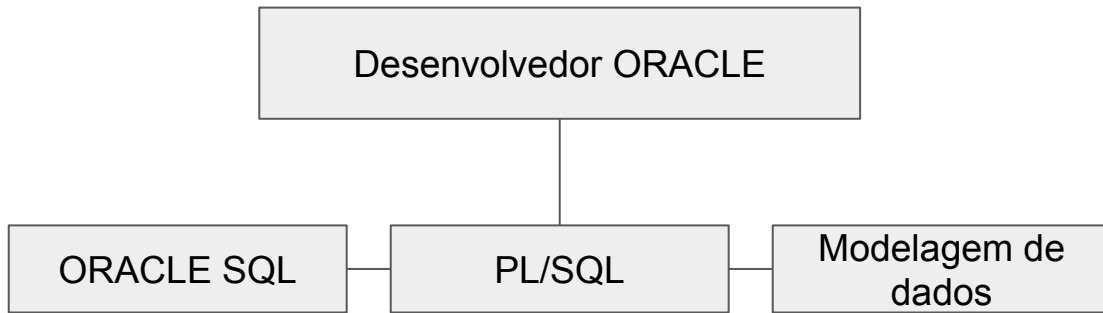 Desenvolvedor ORACLE
ORACLE SQL
PL/SQL
Modelagem de
dados